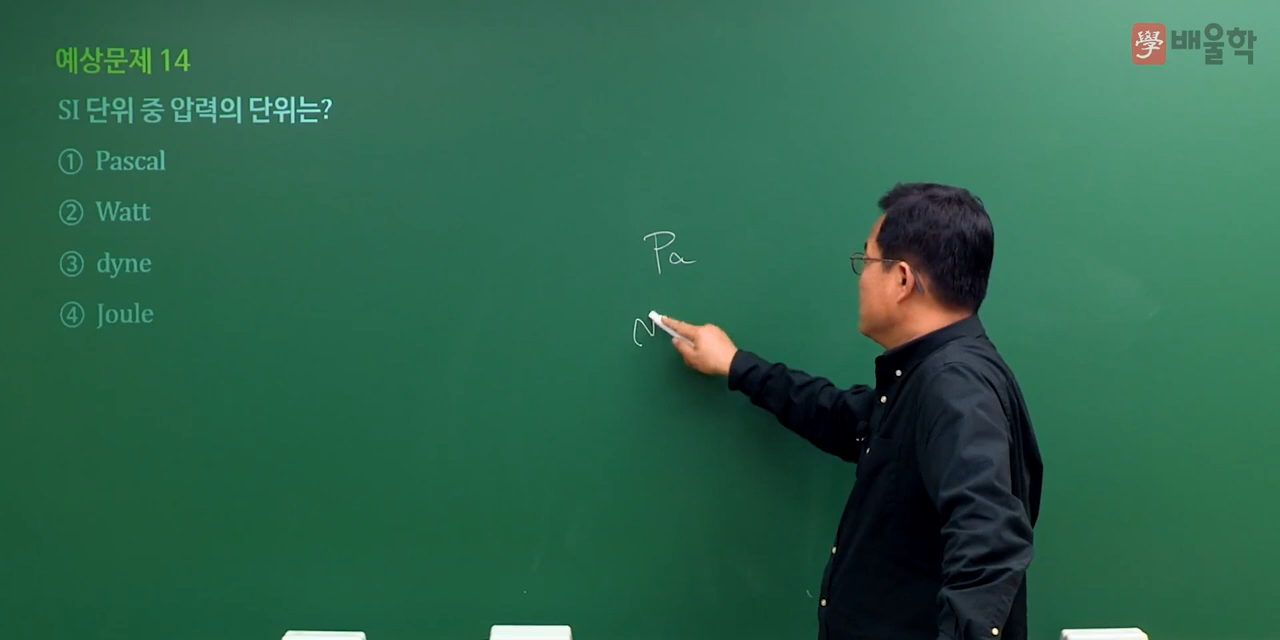 예상문제 14
SI 단위 중 압력의 단위는?
① Pascal
② Watt
③ dyne
④ Joule
學 배울학
Pa
N